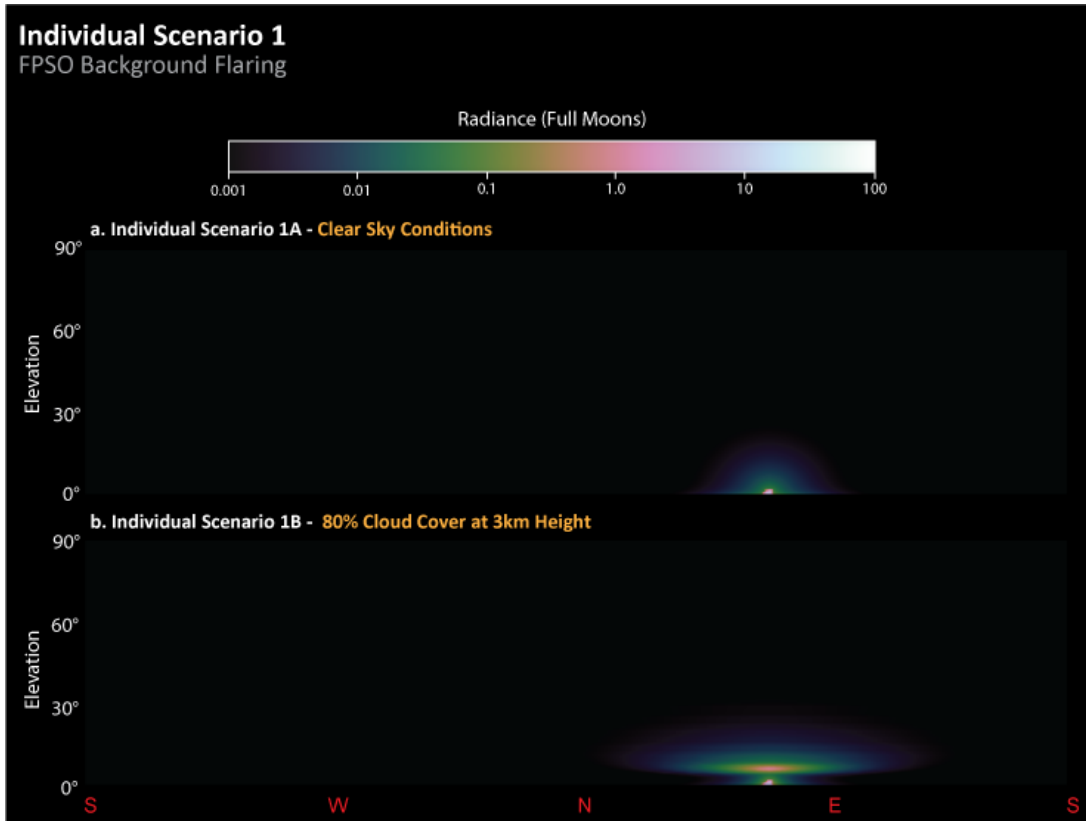 Individual Scenario 1
FPSO Background Flaring
Radiance (Full Moons)
0.001 0.01 0.1 1.0 10 100
a. Individual Scenario 1A - Clear Sky Conditions
90°
60°
30°
0°
Elevation
b. Individual Scenario 1B - 80% Cloud Cover at 3km Height
90°
60°
30°
0°
Elevation
S W N E S